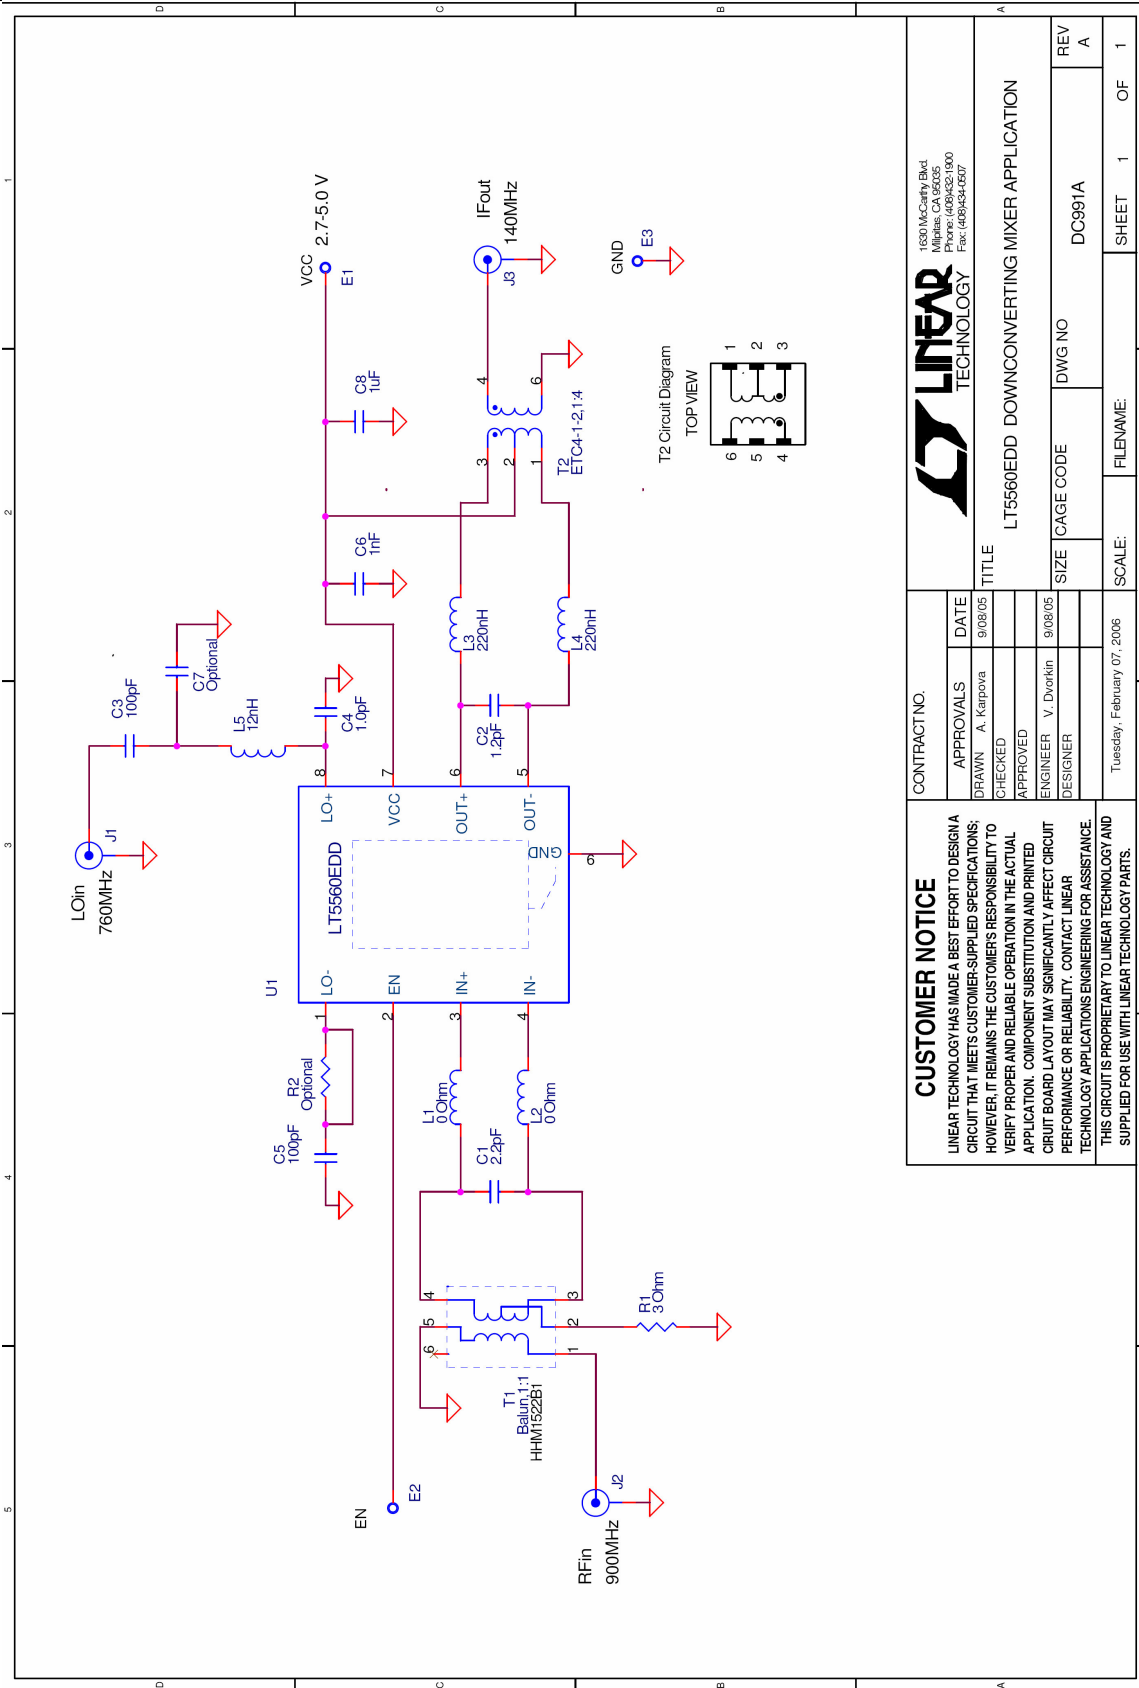 5
4
3
2
1
D
C
B
A
LOin
760MHz
J1
C3
100pF
C7
Optional
L5
12nH
C4
1.0pF
VCC
2.7-5.0 V
E1
C8
1uF
C6
1nF
R2
Optional
C5
100pF
U1
LT5560EDD
1
LO-
2
EN
3
IN+
4
IN-
8
LO+
7
VCC
6
OUT+
5
OUT-
GND
9
EN
E2
L1
0 Ohm
L2
0 Ohm
C1
2.2pF
C2
1.2pF
L3
220nH
L4
220nH
T2
ETC4-1-2,1:4
3
2
1
4
6
IFout
140MHz
J3
GND
E3
T1
Balun,1:1
HHM1522B1
6
5
4
1
2
3
R1
3 Ohm
RFin
900MHz
J2
T2 Circuit Diagram
TOP VIEW
6
5
4
1
2
3
CUSTOMER NOTICE
LINEAR TECHNOLOGY HAS MADE A BEST EFFORT TO DESIGN A
CIRCUIT THAT MEETS CUSTOMER-SUPPLIED SPECIFICATIONS;
HOWEVER, IT REMAINS THE CUSTOMER'S RESPONSIBILITY TO
VERIFY PROPER AND RELIABLE OPERATION IN THE ACTUAL
APPLICATION. COMPONENT SUBSTITUTION AND PRINTED
CIRUIT BOARD LAYOUT MAY SIGNIFICANTLY AFFECT CIRCUIT
PERFORMANCE OR RELIABILITY. CONTACT LINEAR
TECHNOLOGY APPLICATIONS ENGINEERING FOR ASSISTANCE.
THIS CIRCUIT IS PROPRIETARY TO LINEAR TECHNOLOGY AND
SUPPLIED FOR USE WITH LINEAR TECHNOLOGY PARTS.
CONTRACT NO.
APPROVALS
DATE
DRAWN
A. Karpova
9/08/05
CHECKED
APPROVED
ENGINEER
V. Dvorkin
9/08/05
DESIGNER
Tuesday, February 07, 2006
LT LINEAR
TECHNOLOGY
1630 McCarthy Blvd.
Milpitas, CA 95035
Phone: (408)432-1900
Fax: (408)434-0507
TITLE
LT5560EDD DOWNCONVERTING MIXER APPLICATION
SIZE
CAGE CODE
DWG NO
DC991A
REV
A
SCALE:
FILENAME:
SHEET 1 OF 1